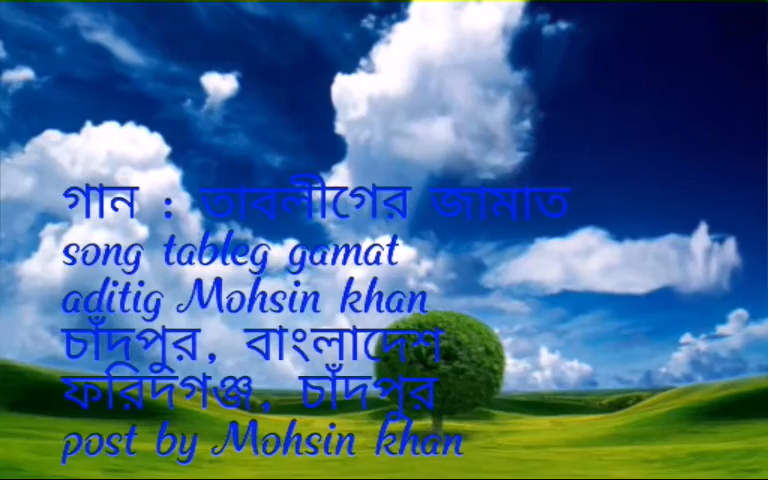 গান : তাবলীগের জামাত
song tableg gamat
aditig Mohsin khan
চাঁদপুর, বাংলাদেশ
ফরিদগঞ্জ, চাঁদপুর
post by Mohsin khan